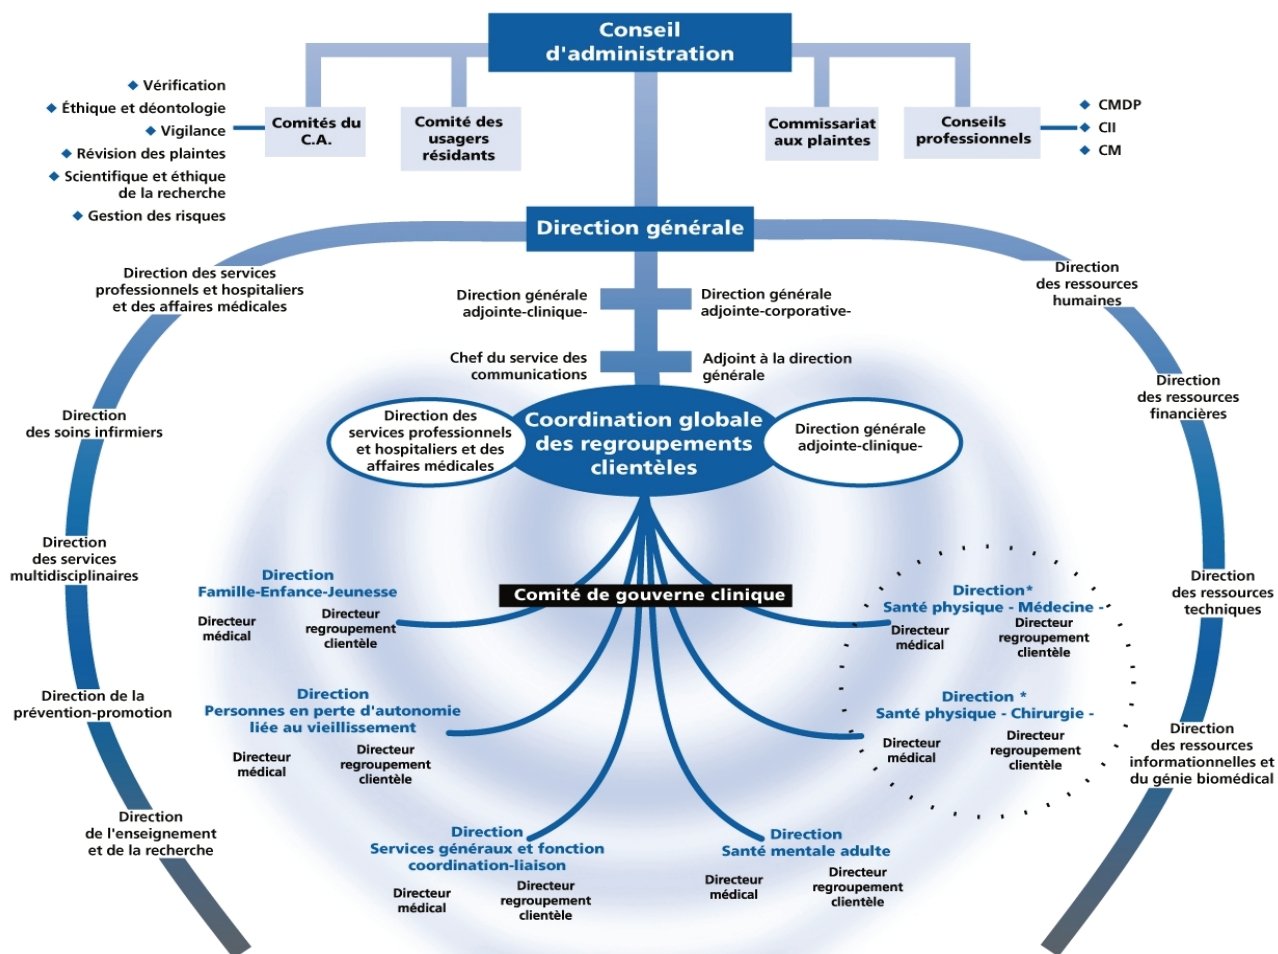 Conseil
d'administration
Vérification
Éthique et déontologie
Vigilance
Révision des plaintes
Scientifique et éthique
de la recherche
Gestion des risques
Comités du
C.A.
Comité des
usagers
résidants
Commissariat
aux plaintes
Conseils
professionnels
CMDP
CII
CM
Direction générale
Direction des services
professionnels et hospitaliers
et des affaires médicales
Direction
des soins infirmiers
Direction
des services
multidisciplinaires
Direction de la
prévention-promotion
Direction
de l'enseignement
et de la recherche
Direction générale
adjointe-clinique-
Direction générale
adjointe-corporative-
Chef du service des
communications
Adjoint à la direction
générale
Direction
des ressources
humaines
Direction
des ressources
financières
Direction
des ressources
techniques
Direction
des ressources
informationnelles et
du génie biomédical
Direction des
services professionnels
et hospitaliers et des
affaires médicales
Coordination globale
des regroupements
clientèles
Direction générale
adjointe-clinique-
Comité de gouverne clinique
Direction
Famille-Enfance-Jeunesse
Directeur
médical
Directeur
regroupement
clientèle
Direction*
Santé physique - Médecine -
Directeur
médical
Directeur
regroupement
clientèle
Direction
Personnes en perte d'autonomie
liée au vieillissement
Directeur
médical
Directeur
regroupement
clientèle
Direction *
Santé physique - Chirurgie -
Directeur
médical
Directeur
regroupement
clientèle
Direction
Services généraux et fonction
coordination-liaison
Directeur
médical
Directeur
regroupement
clientèle
Direction
Santé mentale adulte
Directeur
médical
Directeur
regroupement
clientèle